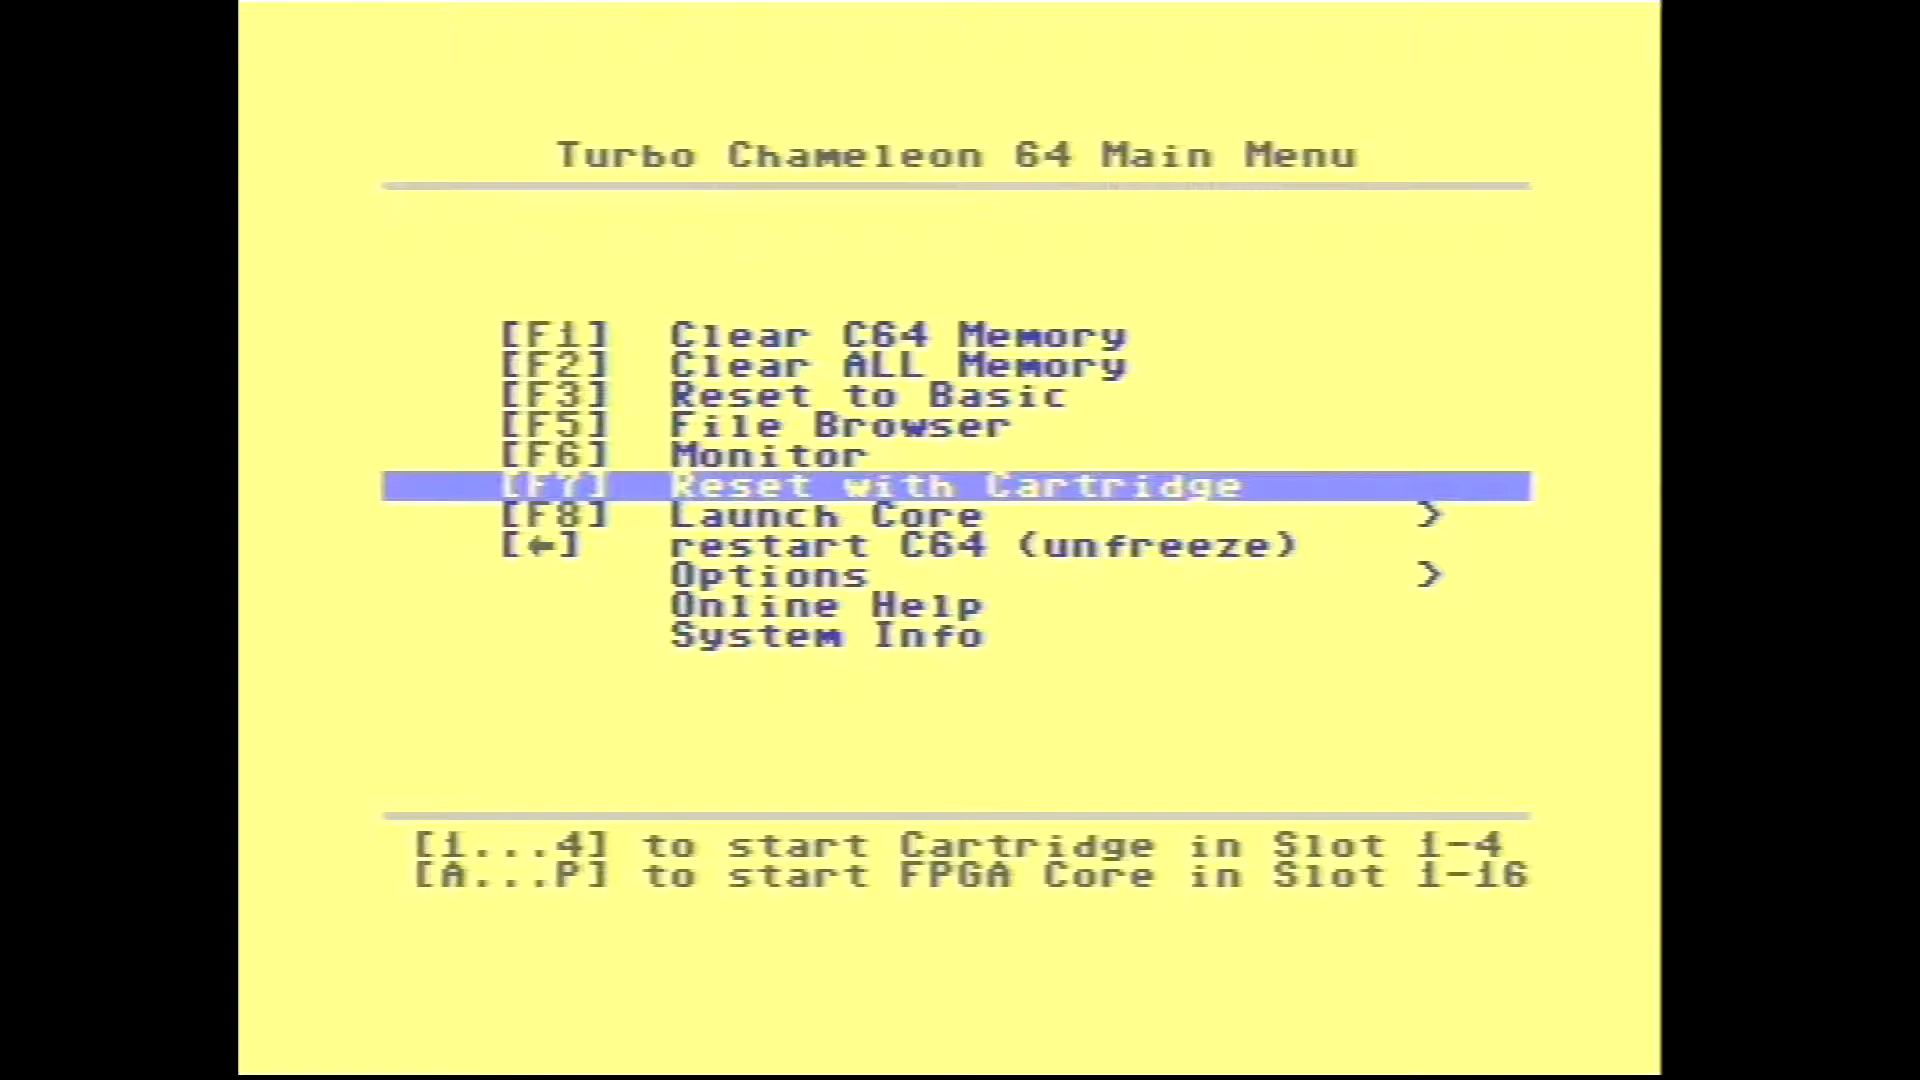 Turbo Chameleon 64 Main Menu
[F1] Clear C64 Memory
[F2] Clear ALL Memory
[F3] Reset to Basic
[F5] File Browser
[F6] Monitor
[F7] Reset with Cartridge
[F8] Launch Core >
[←] restart C64 (unfreeze)
Options >
Online Help
System Info
[1...4] to start Cartridge in Slot 1-4
[A...P] to start FPGA Core in Slot 1-16